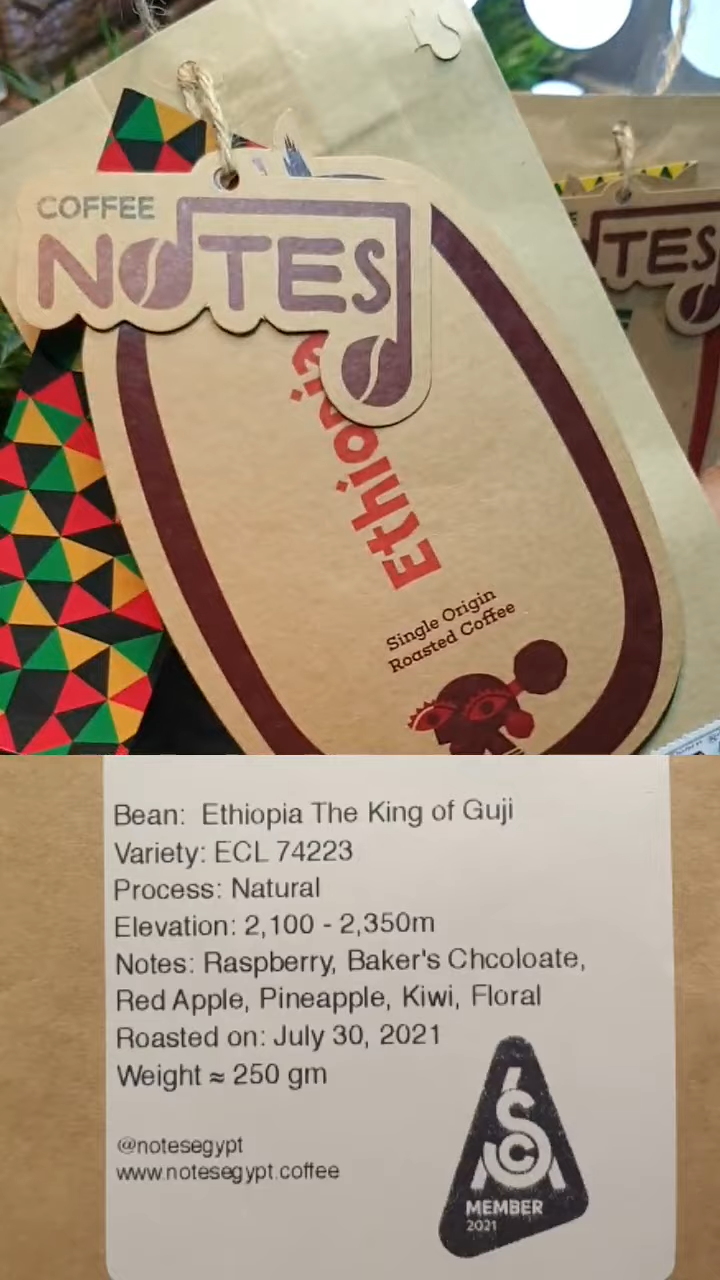 COFFEE
NOTES
Ethiopia
Single Origin
Roasted Coffee
TES
Bean: Ethiopia The King of Guji
Variety: ECL 74223
Process: Natural
Elevation: 2,100 - 2,350m
Notes: Raspberry, Baker's Chcoloate,
Red Apple, Pineapple, Kiwi, Floral
Roasted on: July 30, 2021
Weight ≈ 250 gm
@notesegypt
www.notesegypt.coffee
SCA
MEMBER
2021